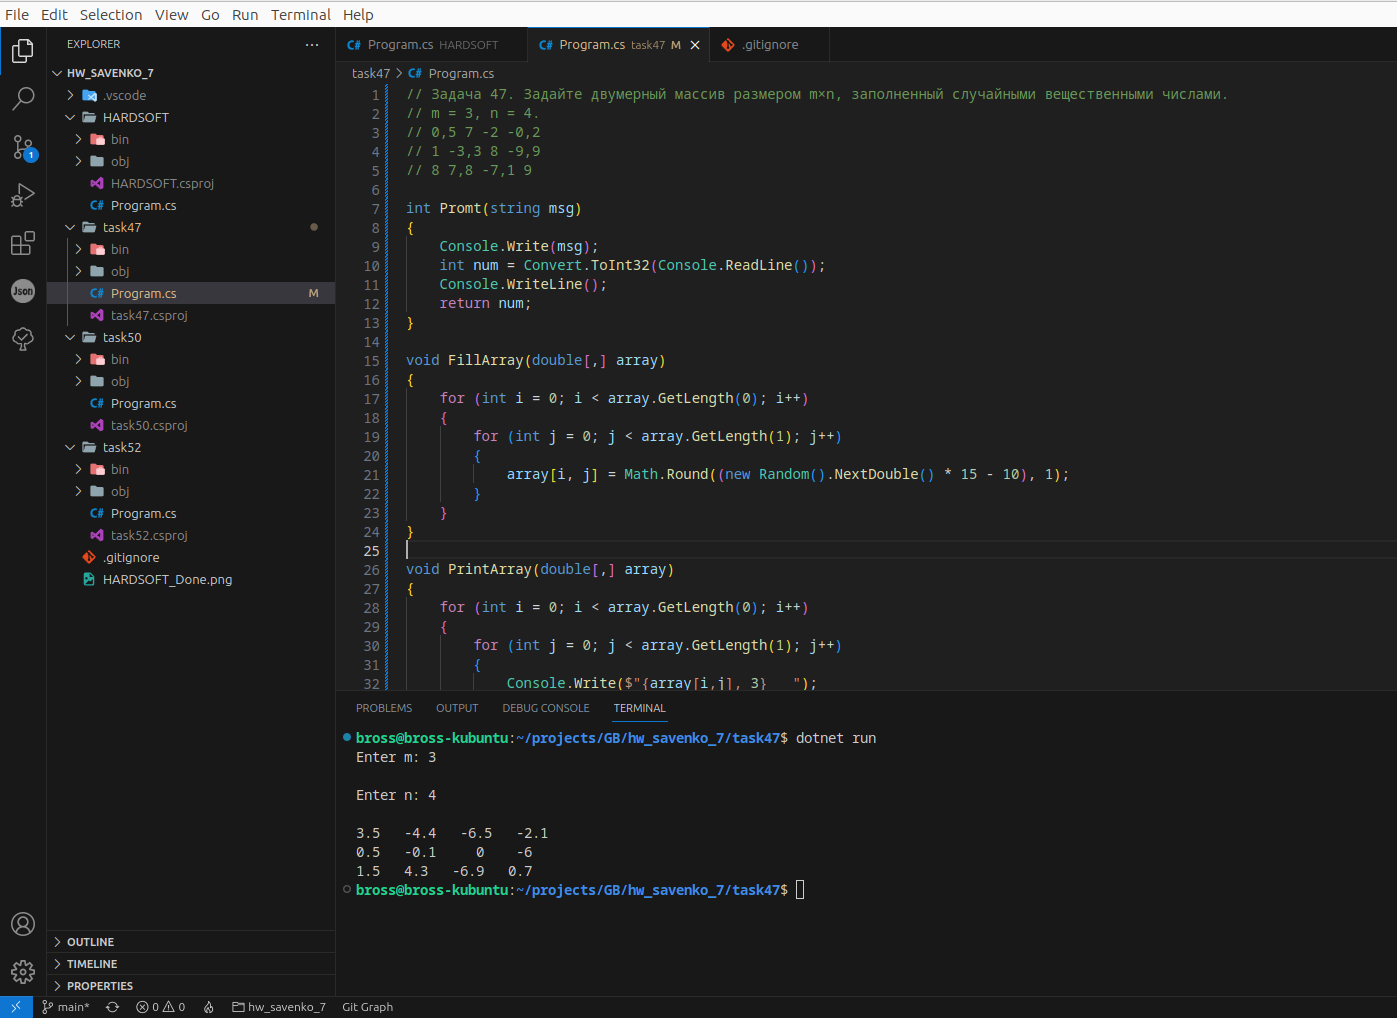 File Edit Selection View Go Run Terminal Help
EXPLORER ...
HW_SAVENKO_7
.vscode
HARDSOFT
bin
obj
HARDSOFT.csproj
C# Program.cs
task47
bin
obj
C# Program.cs M
task47.csproj
task50
bin
obj
C# Program.cs
task50.csproj
task52
bin
obj
C# Program.cs
task52.csproj
.gitignore
HARDSOFT_Done.png
OUTLINE
TIMELINE
PROPERTIES
1
Json
C# Program.cs HARDSOFT C# Program.cs task47 M .gitignore
task47 > C# Program.cs
1 // Задача 47. Задайте двумерный массив размером m×n, заполненный случайными вещественными числами.
2 // m = 3, n = 4.
3 // 0,5 7 -2 -0,2
4 // 1 -3,3 8 -9,9
5 // 8 7,8 -7,1 9
6
7 int Promt(string msg)
8 {
9 Console.Write(msg);
10 int num = Convert.ToInt32(Console.ReadLine());
11 Console.WriteLine();
12 return num;
13 }
14
15 void FillArray(double[,] array)
16 {
17 for (int i = 0; i < array.GetLength(0); i++)
18 {
19 for (int j = 0; j < array.GetLength(1); j++)
20 {
21 array[i, j] = Math.Round((new Random().NextDouble() * 15 - 10), 1);
22 }
23 }
24 }
25
26 void PrintArray(double[,] array)
27 {
28 for (int i = 0; i < array.GetLength(0); i++)
29 {
30 for (int j = 0; j < array.GetLength(1); j++)
31 {
32 Console.Write($"{array[i,j], 3}   ");
PROBLEMS OUTPUT DEBUG CONSOLE TERMINAL
bross@bross-kubuntu:~/projects/GB/hw_savenko_7/task47$ dotnet run
Enter m: 3
Enter n: 4
3.5   -4.4   -6.5   -2.1
0.5   -0.1     0    -6
1.5   4.3   -6.9   0.7
bross@bross-kubuntu:~/projects/GB/hw_savenko_7/task47$
main* 0 0 hw_savenko_7 Git Graph